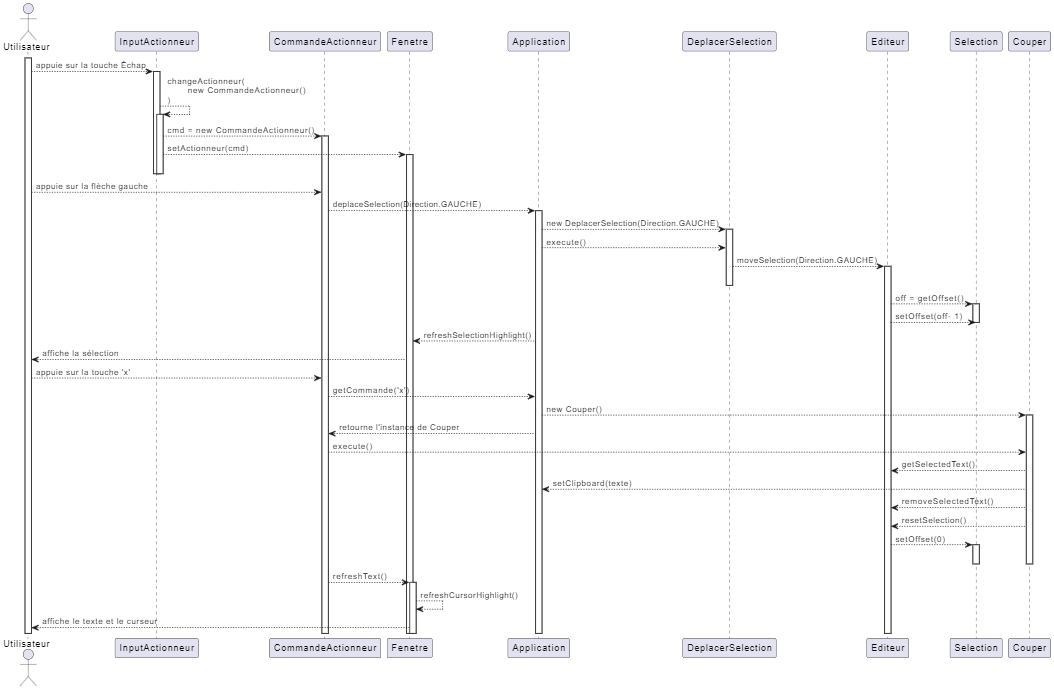 Utilisateur
InputActionneur
CommandeActionneur
Fenetre
Application
DeplacerSelection
Editeur
Selection
Couper
appuie sur la touche Échap
changeActionneur(
new CommandeActionneur()
)
cmd = new CommandeActionneur()
setActionneur(cmd)
appuie sur la flèche gauche
deplaceSelection(Direction.GAUCHE)
new DeplacerSelection(Direction.GAUCHE)
execute()
moveSelection(Direction.GAUCHE)
off = getOffset()
setOffset(off- 1)
refreshSelectionHighlight()
affiche la sélection
appuie sur la touche 'x'
getCommande('x')
new Couper()
retourne l'instance de Couper
execute()
getSelectedText()
setClipboard(texte)
removeSelectedText()
resetSelection()
setOffset(0)
refreshText()
refreshCursorHighlight()
affiche le texte et le curseur
Utilisateur
InputActionneur
CommandeActionneur
Fenetre
Application
DeplacerSelection
Editeur
Selection
Couper